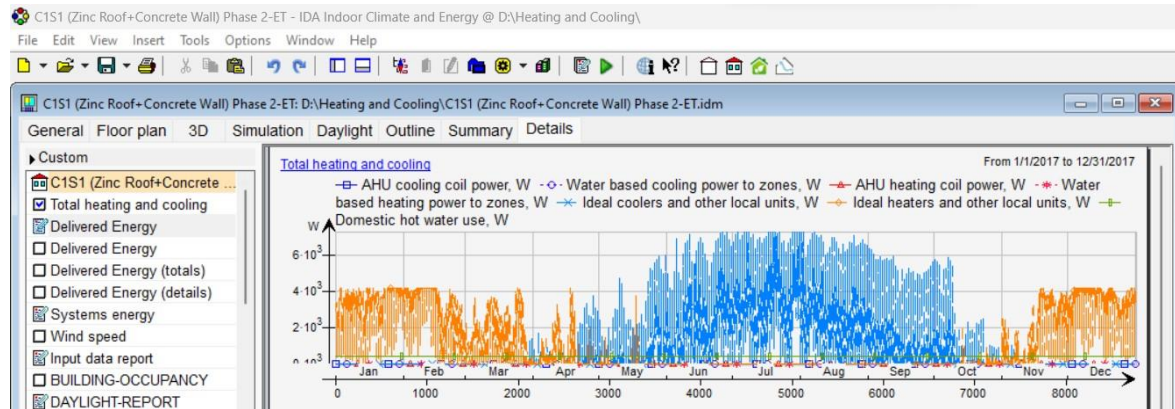 C1S1 (Zinc Roof+Concrete Wall) Phase 2-ET - IDA Indoor Climate and Energy @ D:\Heating and Cooling\
File Edit View Insert Tools Options Window Help
C1S1 (Zinc Roof+Concrete Wall) Phase 2-ET: D:\Heating and Cooling\C1S1 (Zinc Roof+Concrete Wall) Phase 2-ET.idm
General Floor plan 3D Simulation Daylight Outline Summary Details
Custom
C1S1 (Zinc Roof+Concrete ...
Total heating and cooling
Delivered Energy
Delivered Energy
Delivered Energy (totals)
Delivered Energy (details)
Systems energy
Wind speed
Input data report
BUILDING-OCCUPANCY
DAYLIGHT-REPORT
Total heating and cooling
From 1/1/2017 to 12/31/2017
AHU cooling coil power, W Water based cooling power to zones, W AHU heating coil power, W Water
based heating power to zones, W Ideal coolers and other local units, W Ideal heaters and other local units, W
Domestic hot water use, W
W
6·10³
4·10³
2·10³
0·10³
Jan Feb Mar Apr May Jun Jul Aug Sep Oct Nov Dec
0 1000 2000 3000 4000 5000 6000 7000 8000